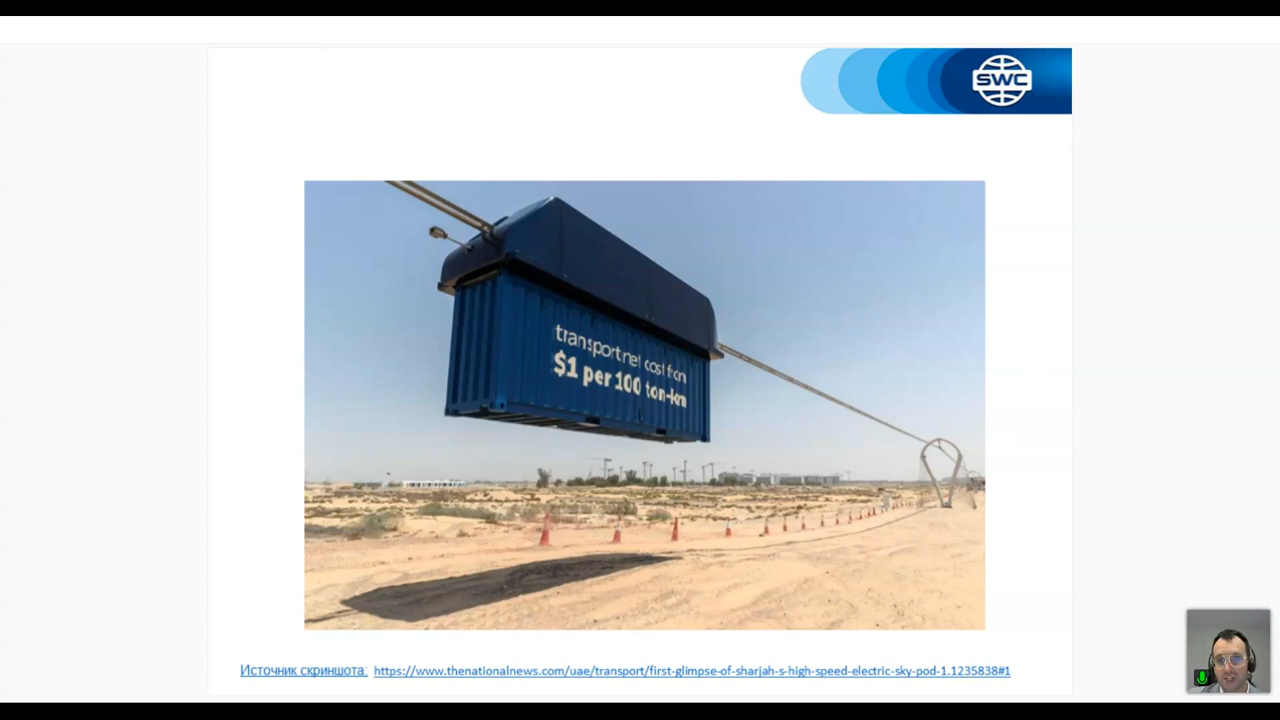 SWC
transport net cost from
$1 per 100 ton-km
Источник скриншота: https://www.thenationalnews.com/uae/transport/first-glimpse-of-sharjah-s-high-speed-electric-sky-pod-1.1235838#1